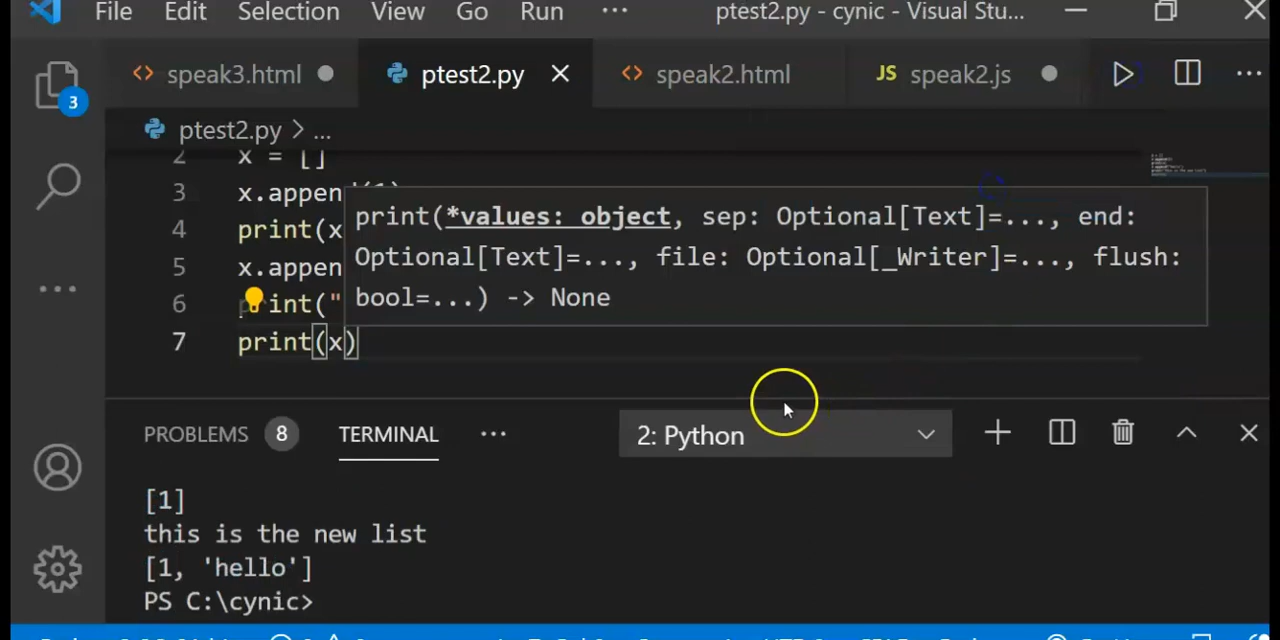 File Edit Selection View Go Run ··· ptest2.py - cynic - Visual Stu...
speak3.html ptest2.py speak2.html JS speak2.js ···
3
ptest2.py > ...
2 x = []
3 x.append(1)
4 print(x
5 x.appen
6 print("
7 print(x)
print(*values: object, sep: Optional[Text]=..., end:
Optional[Text]=..., file: Optional[_Writer]=..., flush:
bool=...) -> None
PROBLEMS 8 TERMINAL ··· 2: Python
[1]
this is the new list
[1, 'hello']
PS C:\cynic>